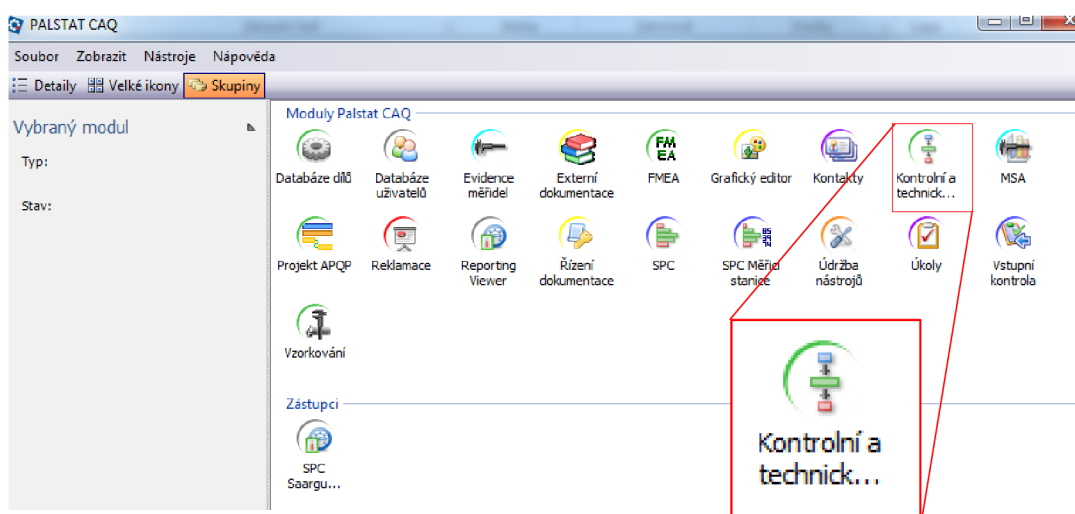 PALSTAT CAQ
Soubor Zobrazit Nástroje Nápověda
Detaily Velké ikony Skupiny
Vybraný modul
Typ:
Stav:
Moduly Palstat CAQ
Databáze dílů
Databáze uživatelů
Evidence měřidel
Externí dokumentace
FMEA
Grafický editor
Kontakty
Kontrolní a technick...
MSA
Projekt APQP
Reklamace
Reporting Viewer
Řízení dokumentace
SPC
SPC Měřicí stanice
Údržba nástrojů
Úkoly
Vstupní kontrola
Vzorkování
Zástupci
SPC Saargu...
Kontrolní a
technick...